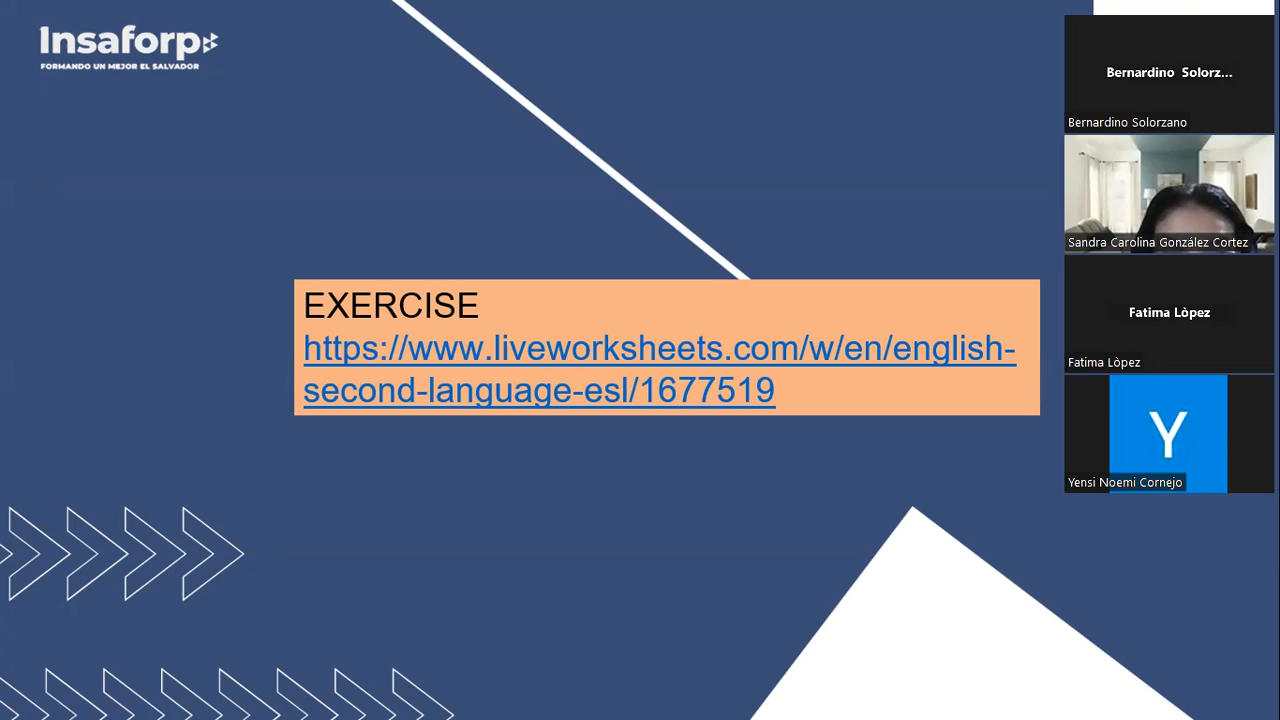 Insaforp
FORMANDO UN MEJOR EL SALVADOR
EXERCISE
https://www.liveworksheets.com/w/en/english-
second-language-esl/1677519
Bernardino Solorz...
Bernardino Solorzano
Sandra Carolina González Cortez
Fatima Lòpez
Fatima Lòpez
Y
Yensi Noemi Cornejo